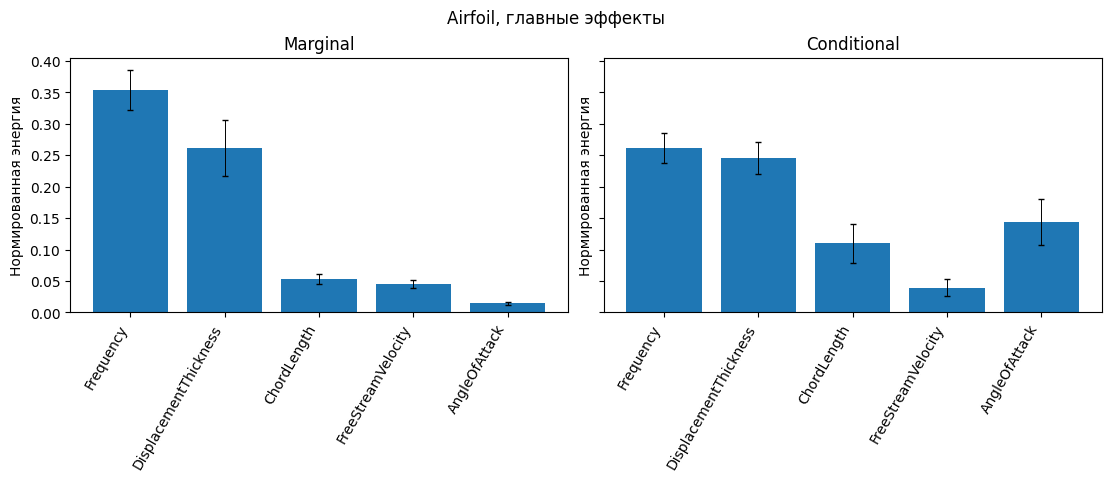 Airfoil, главные эффекты
Marginal
Нормированная энергия
0.40
0.35
0.30
0.25
0.20
0.15
0.10
0.05
0.00
Frequency
DisplacementThickness
ChordLength
FreeStreamVelocity
AngleOfAttack
Conditional
Нормированная энергия
Frequency
DisplacementThickness
ChordLength
FreeStreamVelocity
AngleOfAttack